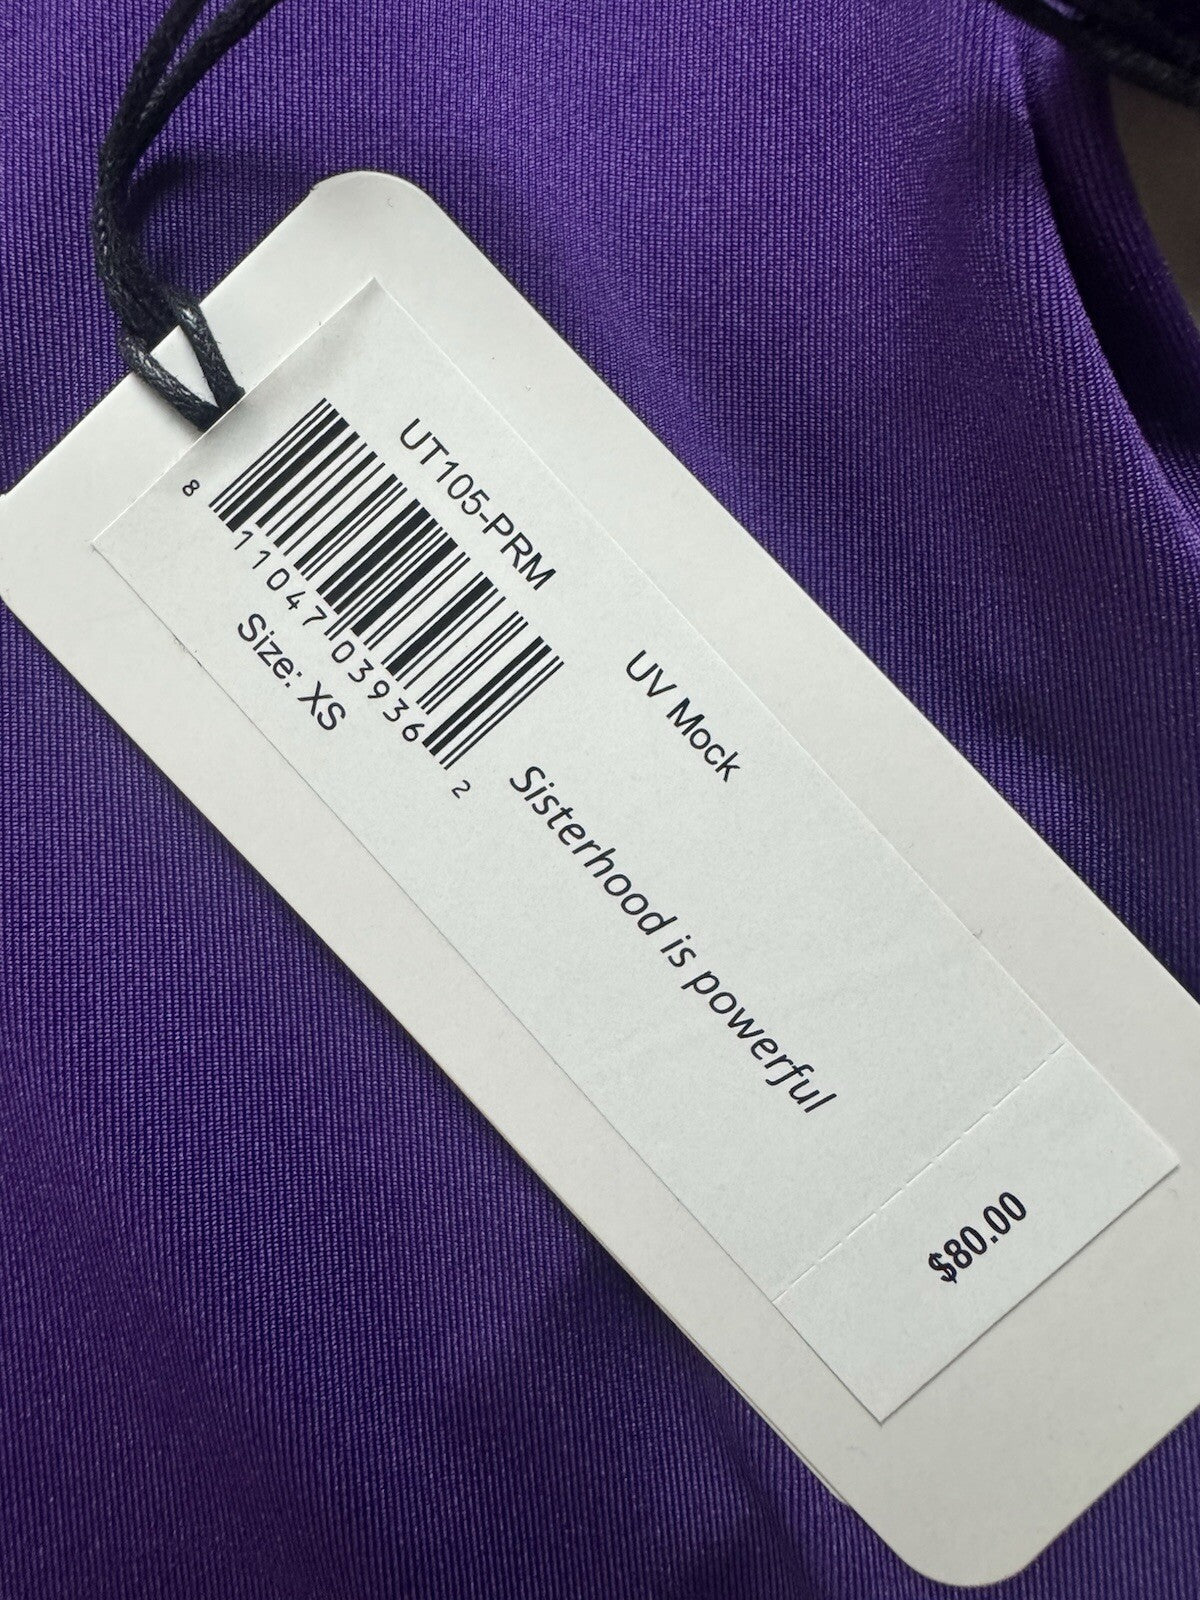 UT105-PRM
8 11047 03936 2
Size: XS
UV Mock
Sisterhood is powerful
$80.00